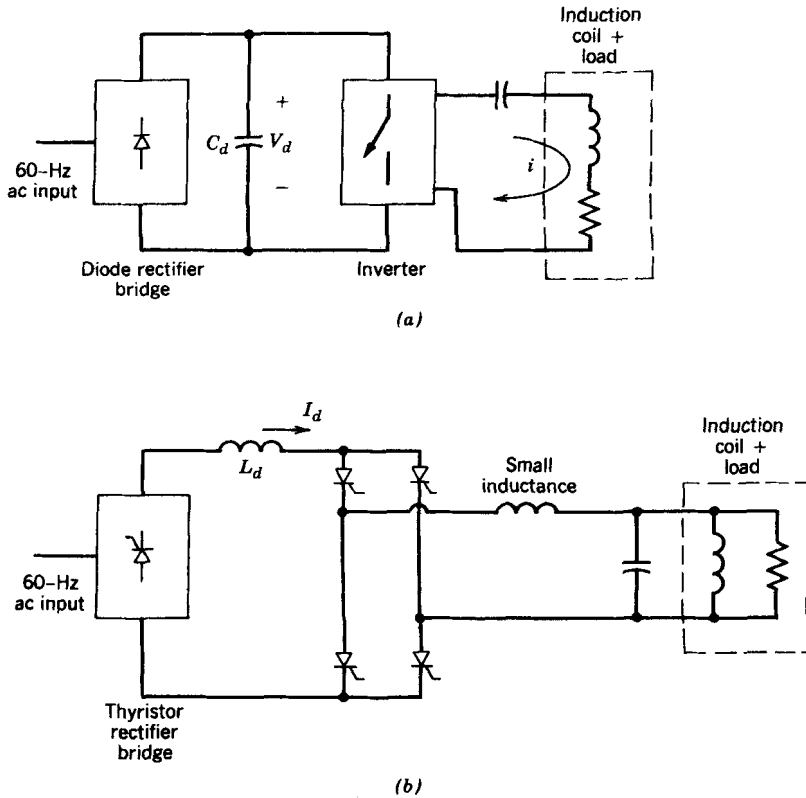 Induction
coil +
load
+
C_d
V_d
−
i
60–Hz
ac input
Diode rectifier
bridge
Inverter
(a)
I_d
L_d
Small
inductance
Induction
coil +
load
60–Hz
ac input
Thyristor
rectifier
bridge
(b)